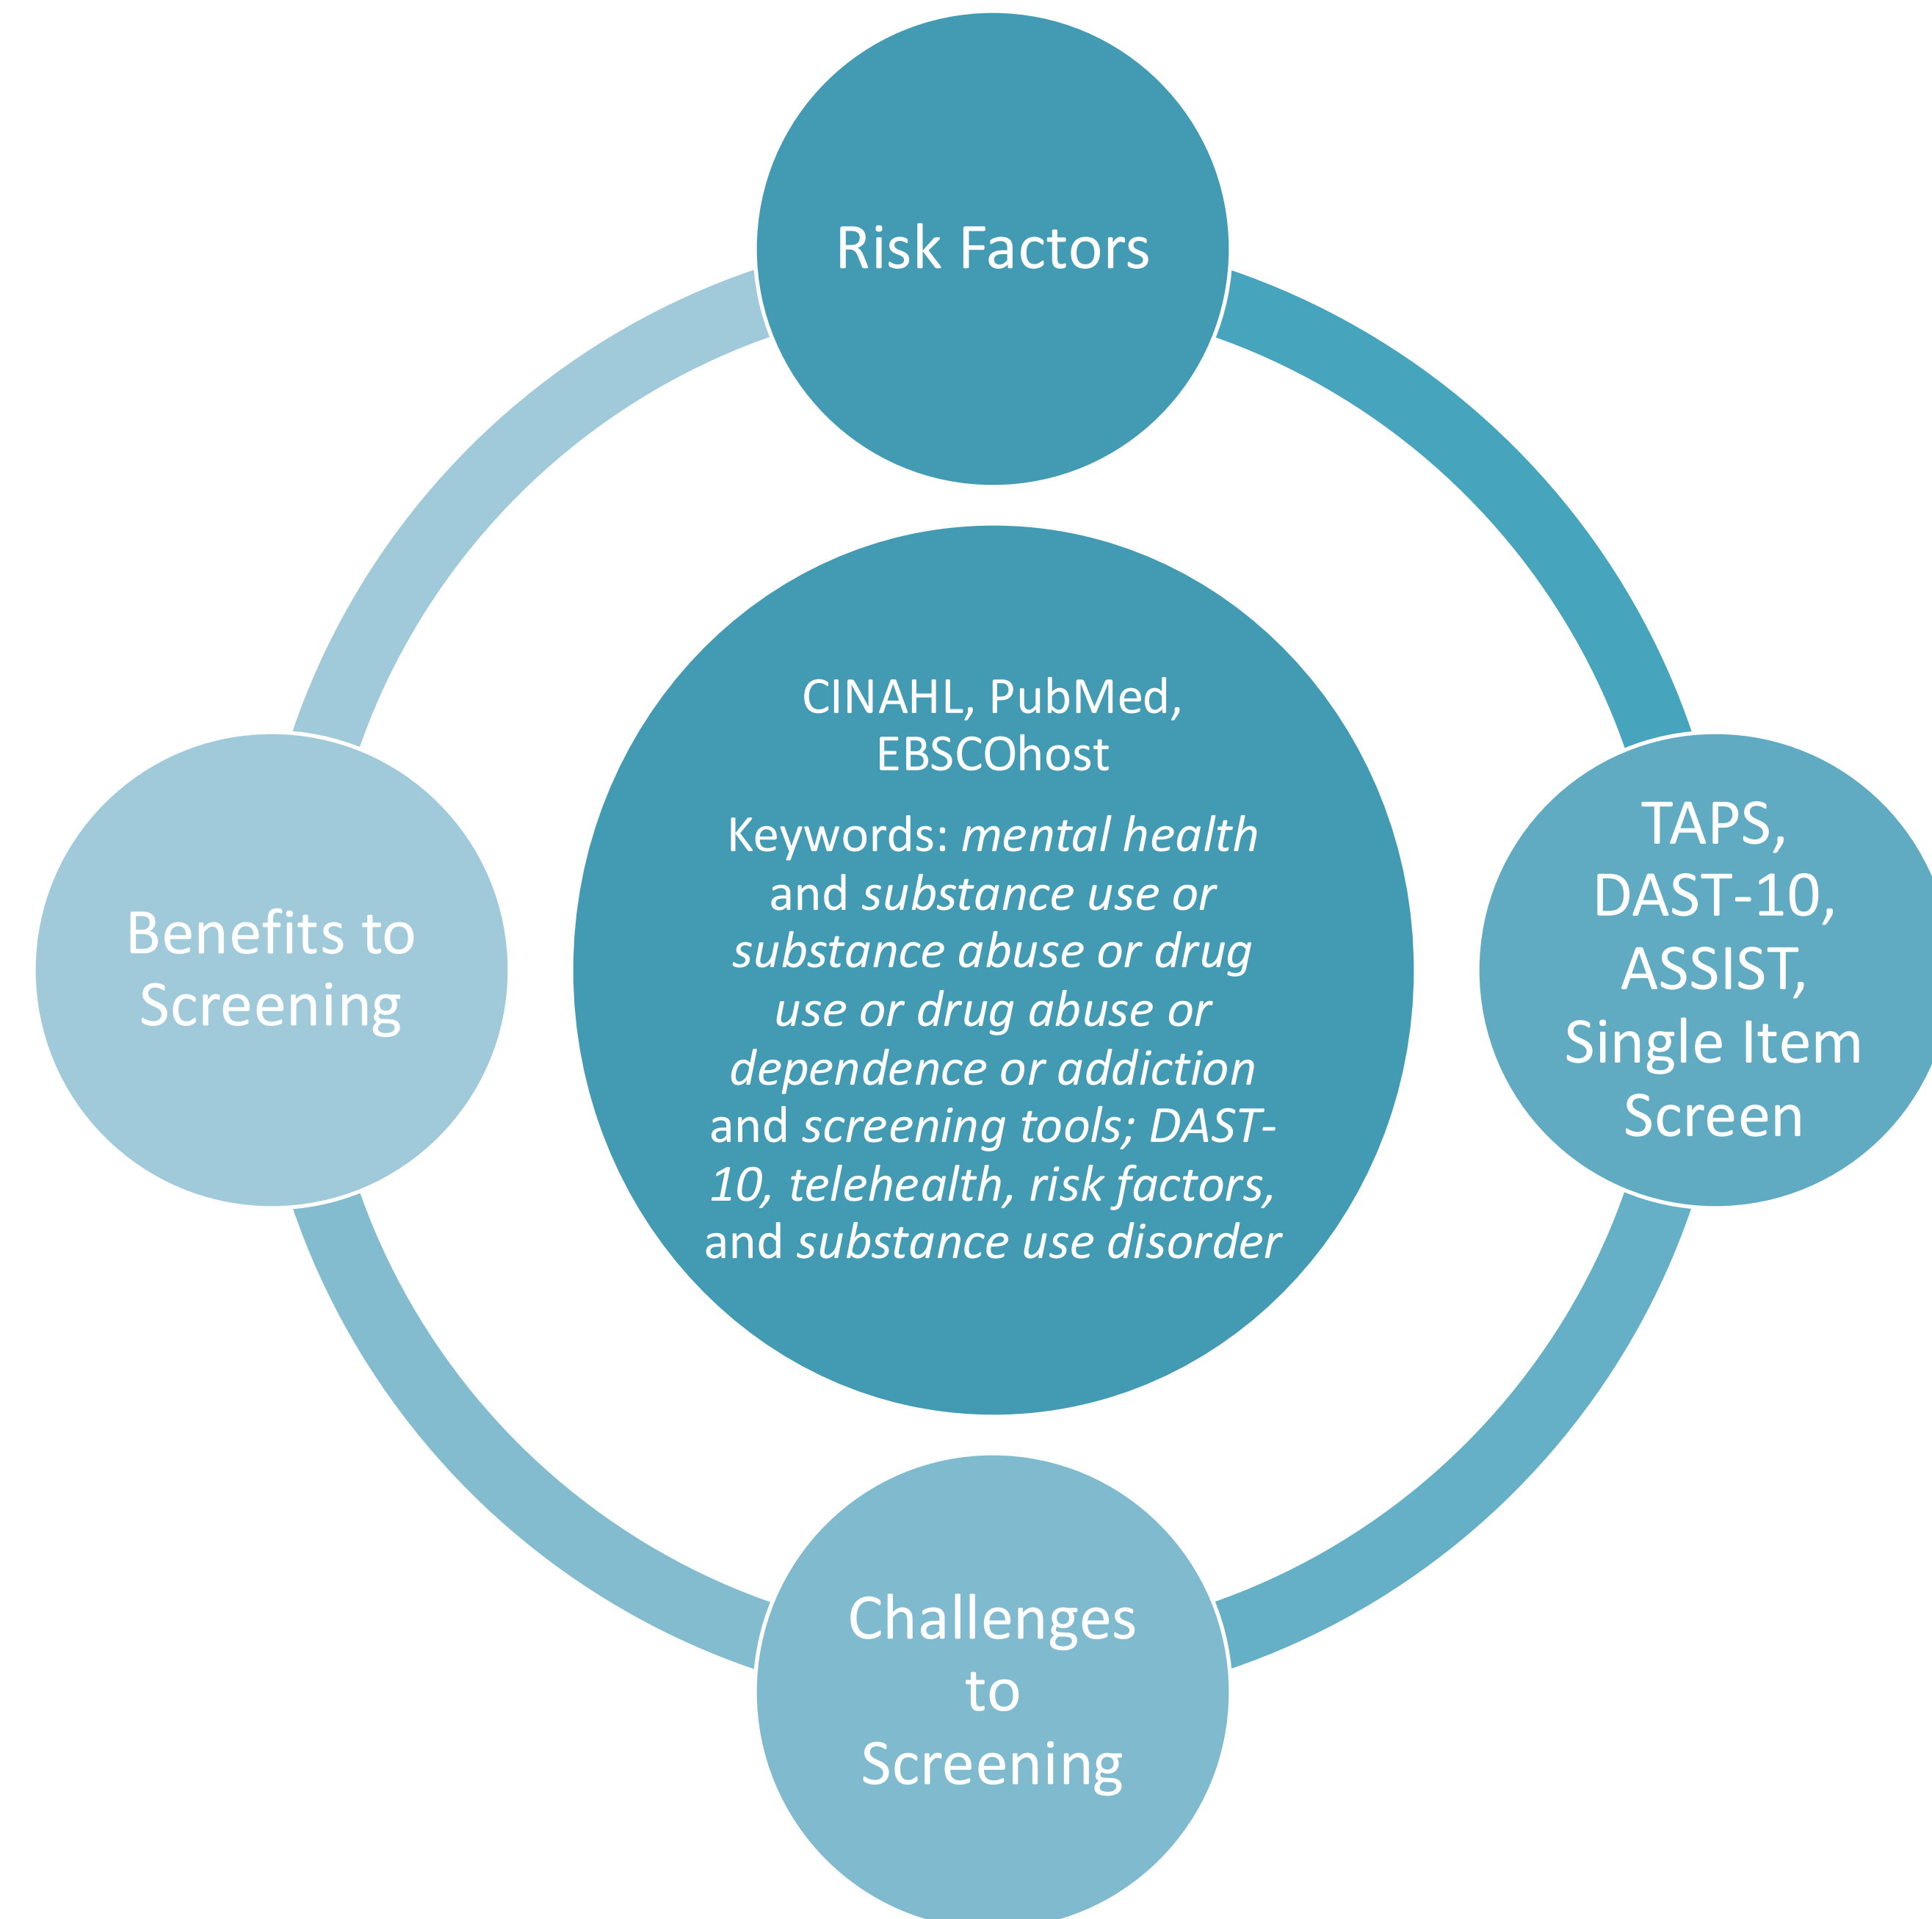 Risk Factors
CINAHL, PubMed,
EBSCOhost
Keywords: mental health
and substance use or
substance abuse or drug
use or drug abuse or
dependence or addiction
and screening tools, DAST-
10, telehealth, risk factors,
and substance use disorder
TAPS,
DAST-10,
ASSIST,
Single Item
Screen
Benefits to
Screening
Challenges
to
Screening